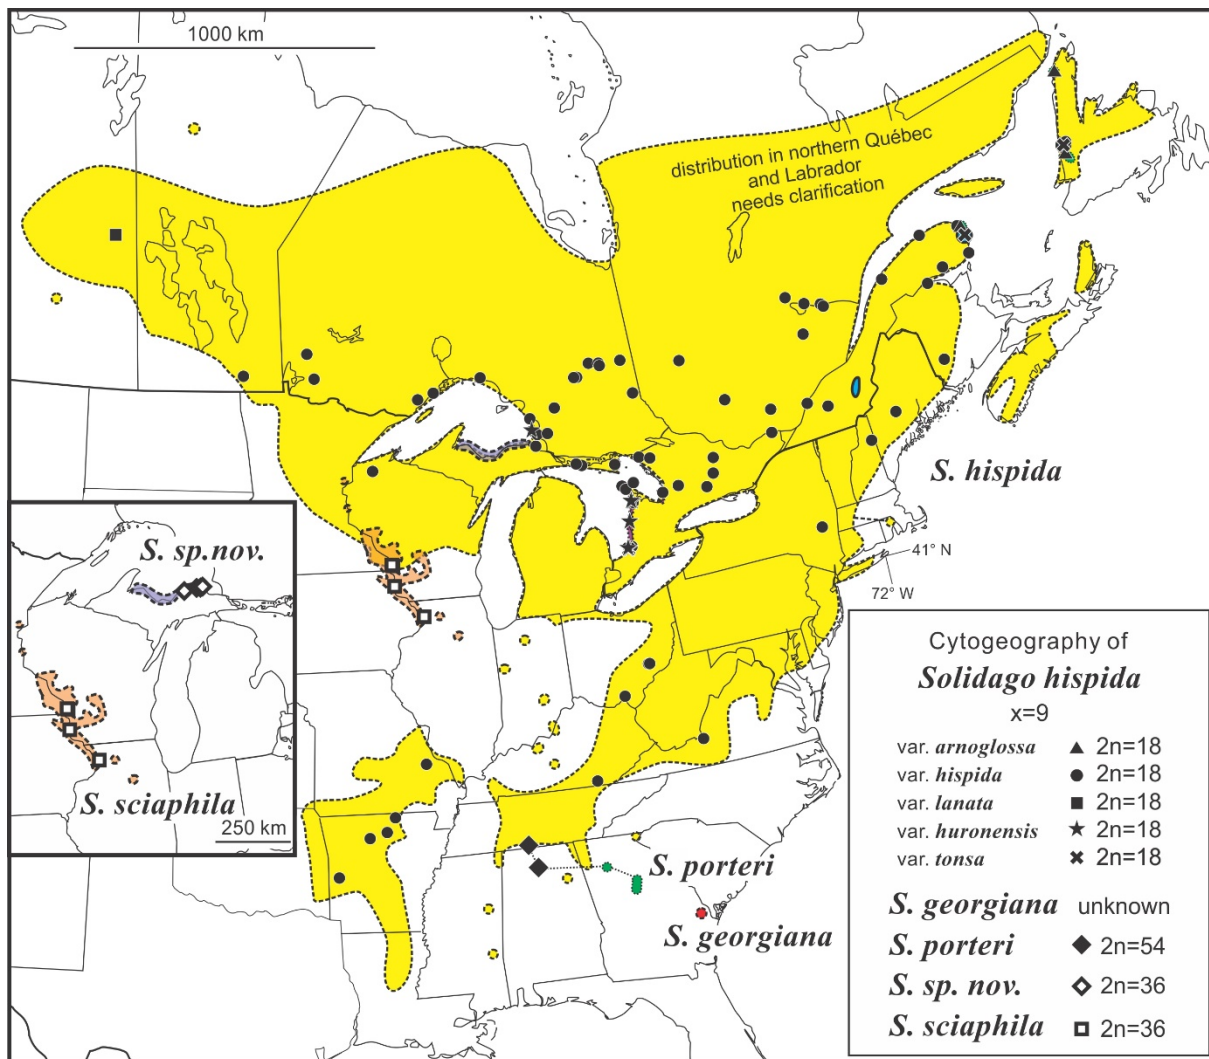 1000 km
distribution in northern Québec
and Labrador
needs clarification
S. hispida
41° N
72° W
S. sp.nov.
S. sciaphila
250 km
S. porteri
S. georgiana
Cytogeography of
Solidago hispida
x=9
var. arnoglossa 2n=18
var. hispida 2n=18
var. lanata 2n=18
var. huronensis 2n=18
var. tonsa 2n=18
S. georgiana unknown
S. porteri 2n=54
S. sp. nov. 2n=36
S. sciaphila 2n=36